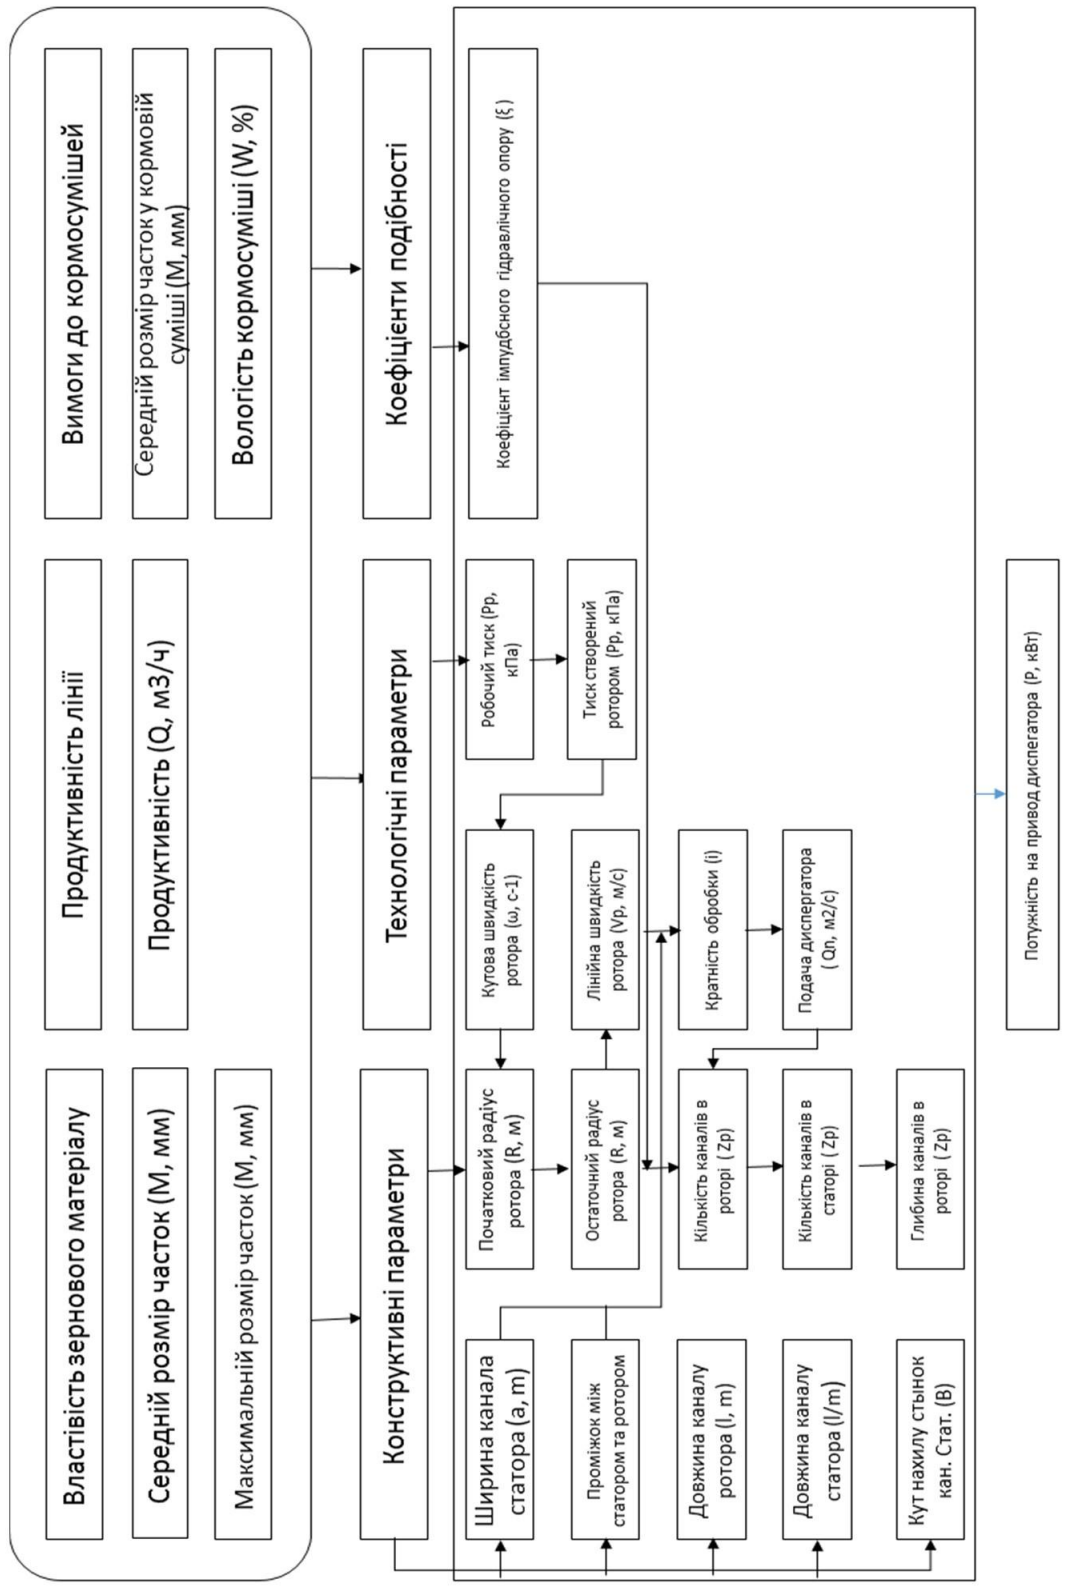 Властівість зернового матеріалу
Середній розмір часток (М, мм)
Максимальній розмір часток (М, мм)
Продуктивність лінії
Продуктивність (Q, м3/ч)
Вимоги до кормосумішей
Середній розмір часток у кормовій
суміші (М, мм)
Вологість кормосуміші (W, %)
Конструктивні параметри
Технологічні параметри
Коефіцієнти подібності
Ширина канала
статора (a, m)
Проміжок між
статором та ротором
Довжина каналу
ротора (l, m)
Довжина каналу
статора (l/m)
Кут нахилу стынок
кан. Стат. (В)
Початковий радіус
ротора (R, м)
Остаточний радіус
ротора (R, м)
Кількість каналів в
роторі ( Zp)
Кількість каналів в
статорі ( Zp)
Глибина каналів в
роторі ( Zp)
Кутова швидкість
ротора (ω, с-1)
Лінійна швидкість
ротора (Vp, м/с)
Кратність обробки (і)
Подача диспергатора
( Qп, м2/с)
Робочий тиск (Рр,
кПа)
Тиск створений
ротором (Рр, кПа)
Коефіцієнт імпудбсного гідравлічного опору (ξ)
Потужність на привод диспегатора (Р, кВт)